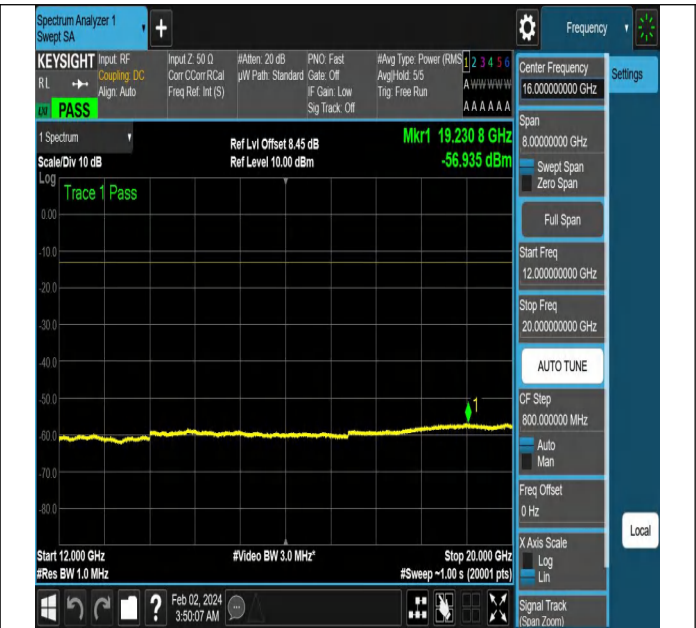 Spectrum Analyzer 1
Swept SA
+
Frequency
KEYSIGHT
RL
PASS
Input: RF
Coupling: DC
Align: Auto
Input Z: 50 Ω
Corr CCorr RCal
Freq Ref: Int (S)
#Atten: 20 dB
µW Path: Standard
PNO: Fast
Gate: Off
IF Gain: Low
Sig Track: Off
#Avg Type: Power (RMS
Avg|Hold: 5/5
Trig: Free Run
1 2 3 4 5 6
A W W W W W
A A A A A A
1 Spectrum
Scale/Div 10 dB
Ref Lvl Offset 8.45 dB
Ref Level 10.00 dBm
Mkr1 19.230 8 GHz
-56.935 dBm
Log
Trace 1 Pass
0.00
-10.0
-20.0
-30.0
-40.0
-50.0
-60.0
-70.0
-80.0
1
Start 12.000 GHz
#Res BW 1.0 MHz
#Video BW 3.0 MHz*
Stop 20.000 GHz
#Sweep ~1.00 s (20001 pts)
?
Feb 02, 2024
3:50:07 AM
Center Frequency
16.000000000 GHz
Settings
Span
8.00000000 GHz
Swept Span
Zero Span
Full Span
Start Freq
12.000000000 GHz
Stop Freq
20.000000000 GHz
AUTO TUNE
CF Step
800.000000 MHz
Auto
Man
Freq Offset
0 Hz
X Axis Scale
Log
Lin
Local
Signal Track
(Span Zoom)